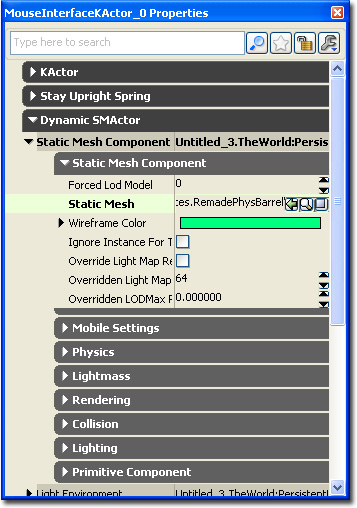 MouseInterfaceKActor_0 Properties
Type here to search
KActor
Stay Upright Spring
Dynamic SMActor
Static Mesh Component Untitled_3.TheWorld:Persis
Static Mesh Component
Forced Lod Model 0
Static Mesh :es.RemadePhysBarrel
Wireframe Color
Ignore Instance For T
Override Light Map Re
Overridden Light Map 64
Overridden LODMax F 0.000000
Mobile Settings
Physics
Lightmass
Rendering
Collision
Lighting
Primitive Component
Light Environment Untitled_3.TheWorld:Persistent